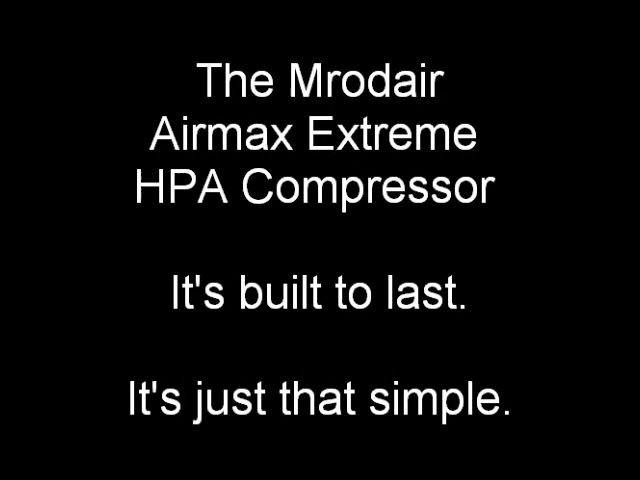 The Mrodair
Airmax Extreme
HPA Compressor
It's built to last.
It's just that simple.